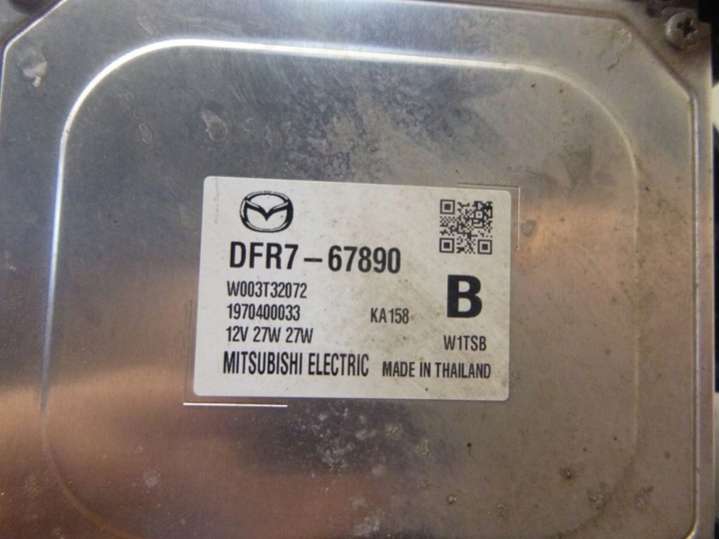 DFR7-67890
W003T32072
1970400033 KA158
B
12V 27W 27W W1TSB
MITSUBISHI ELECTRIC MADE IN THAILAND